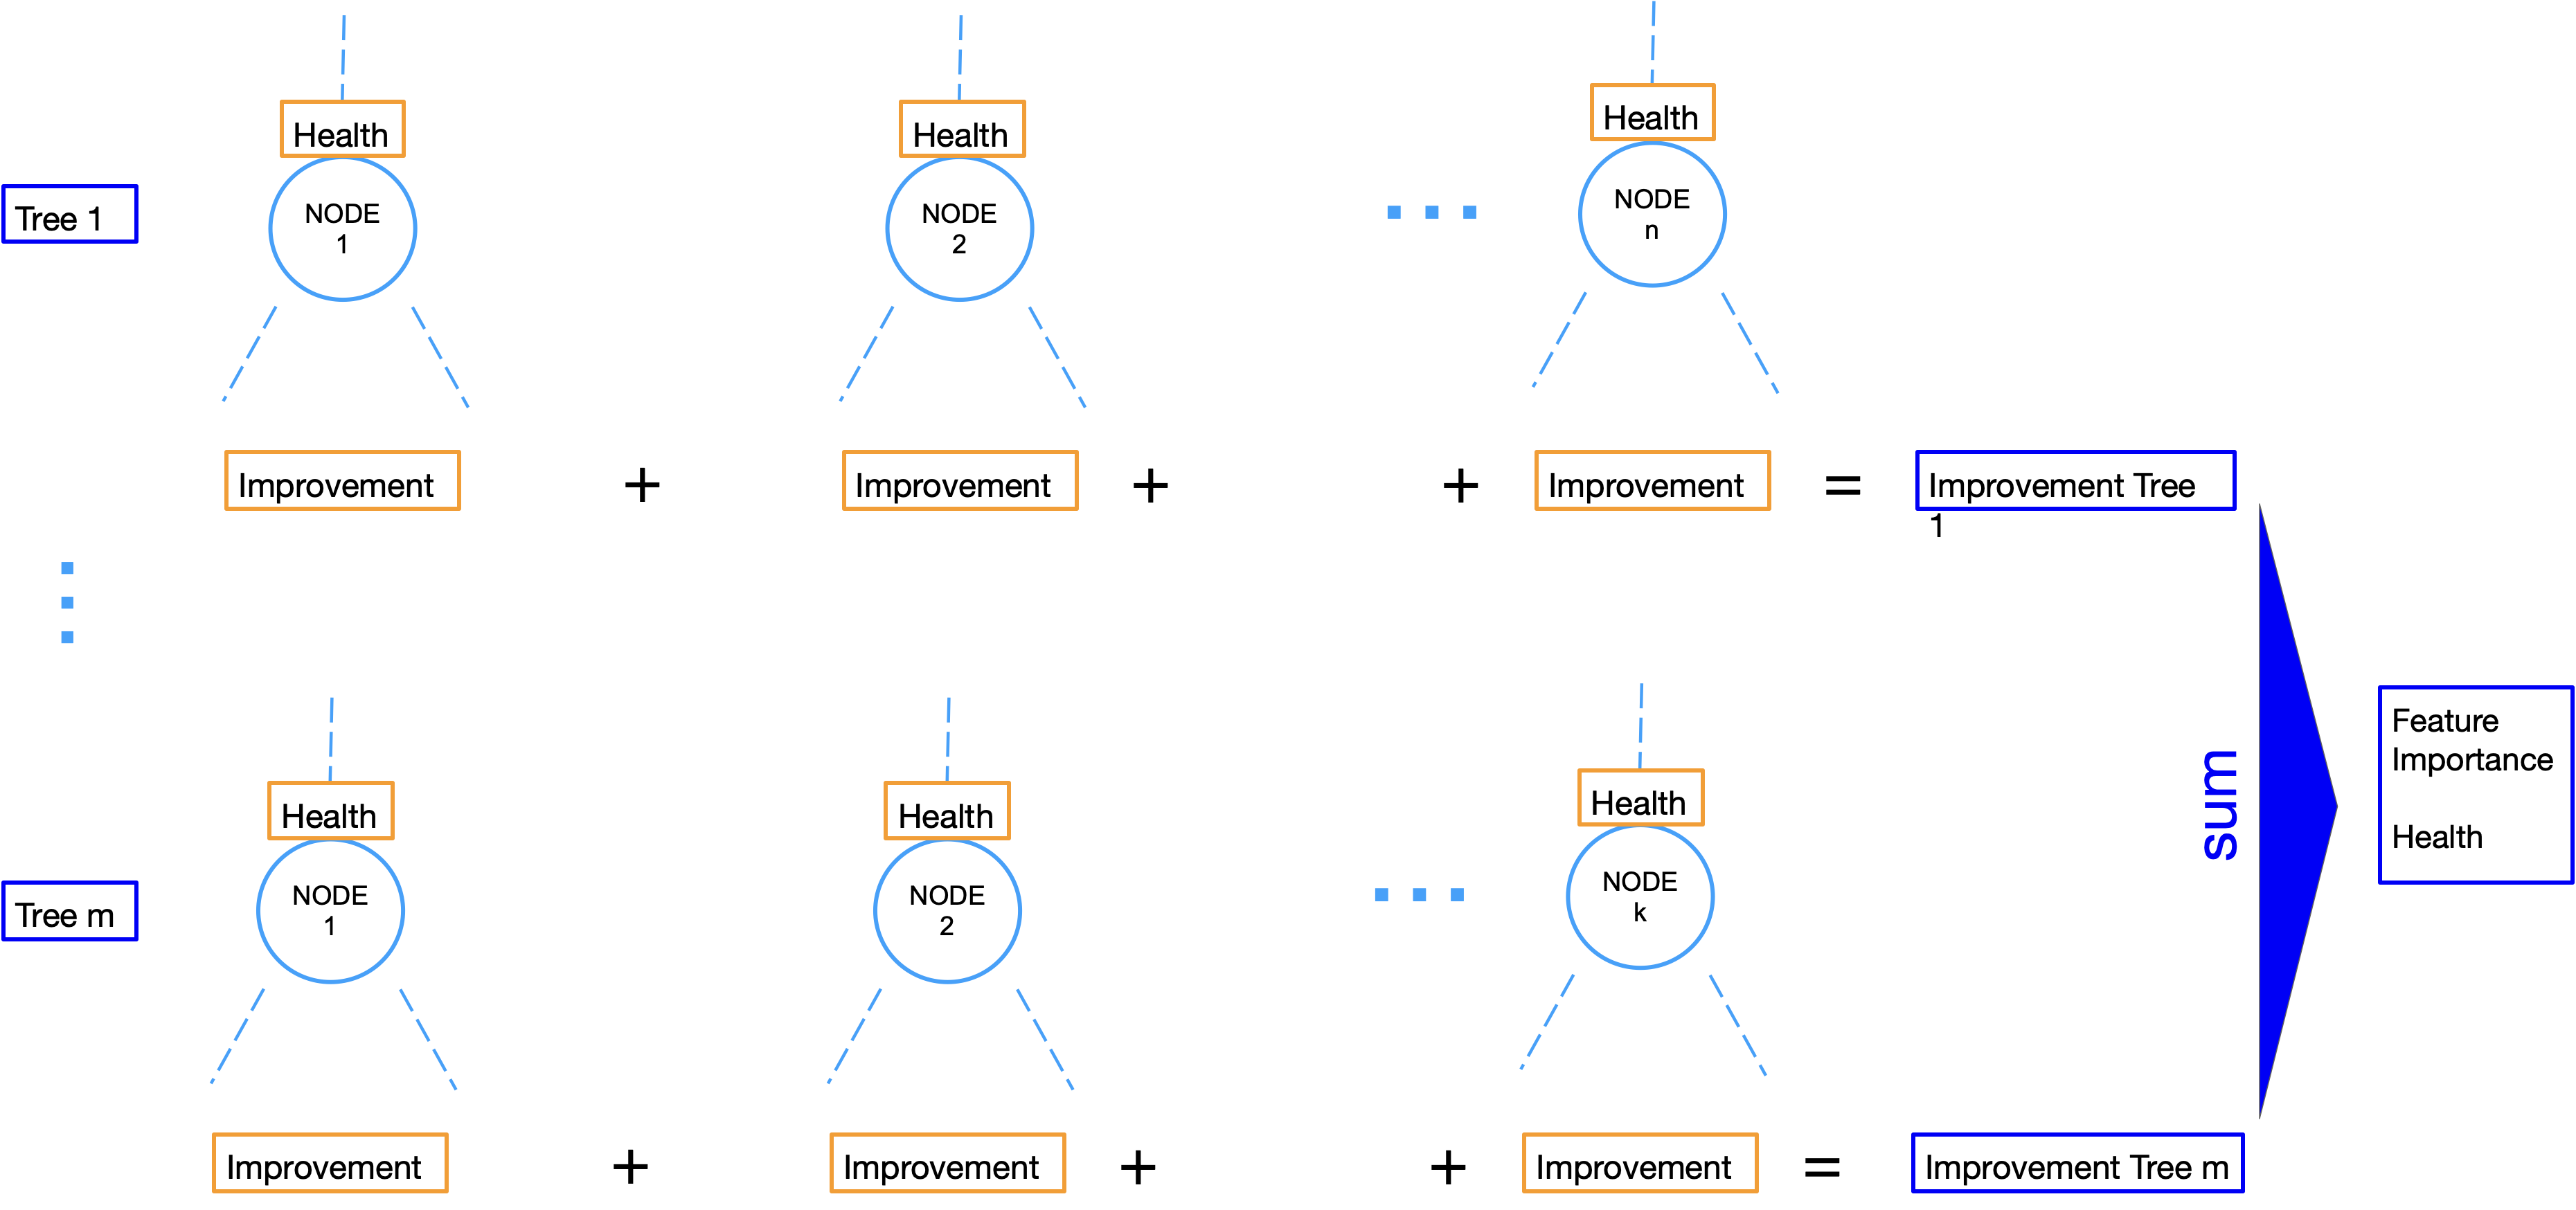 Health
Health
Health
Tree 1
NODE
1
NODE
2
NODE
n
Improvement
+
Improvement
+
+
Improvement
=
Improvement Tree
1
Health
Health
Health
Tree m
NODE
1
NODE
2
NODE
k
Improvement
+
Improvement
+
+
Improvement
=
Improvement Tree m
sum
Feature
Importance
Health